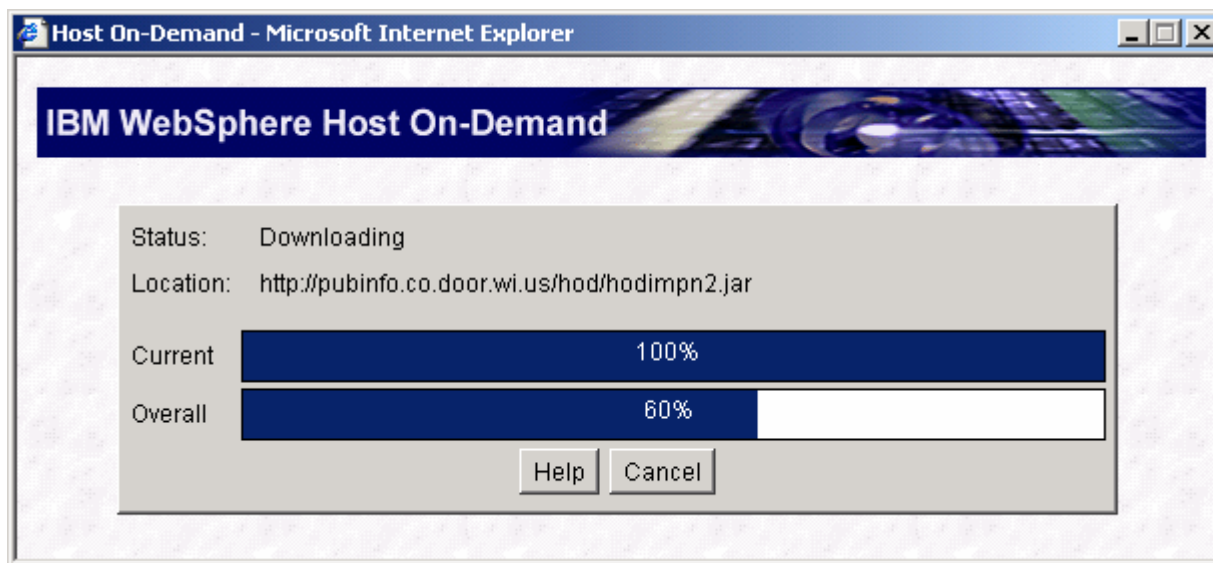 Host On-Demand - Microsoft Internet Explorer
IBM WebSphere Host On-Demand
Status: Downloading
Location: http://pubinfo.co.door.wi.us/hod/hodimpn2.jar
Current 100%
Overall 60%
Help Cancel